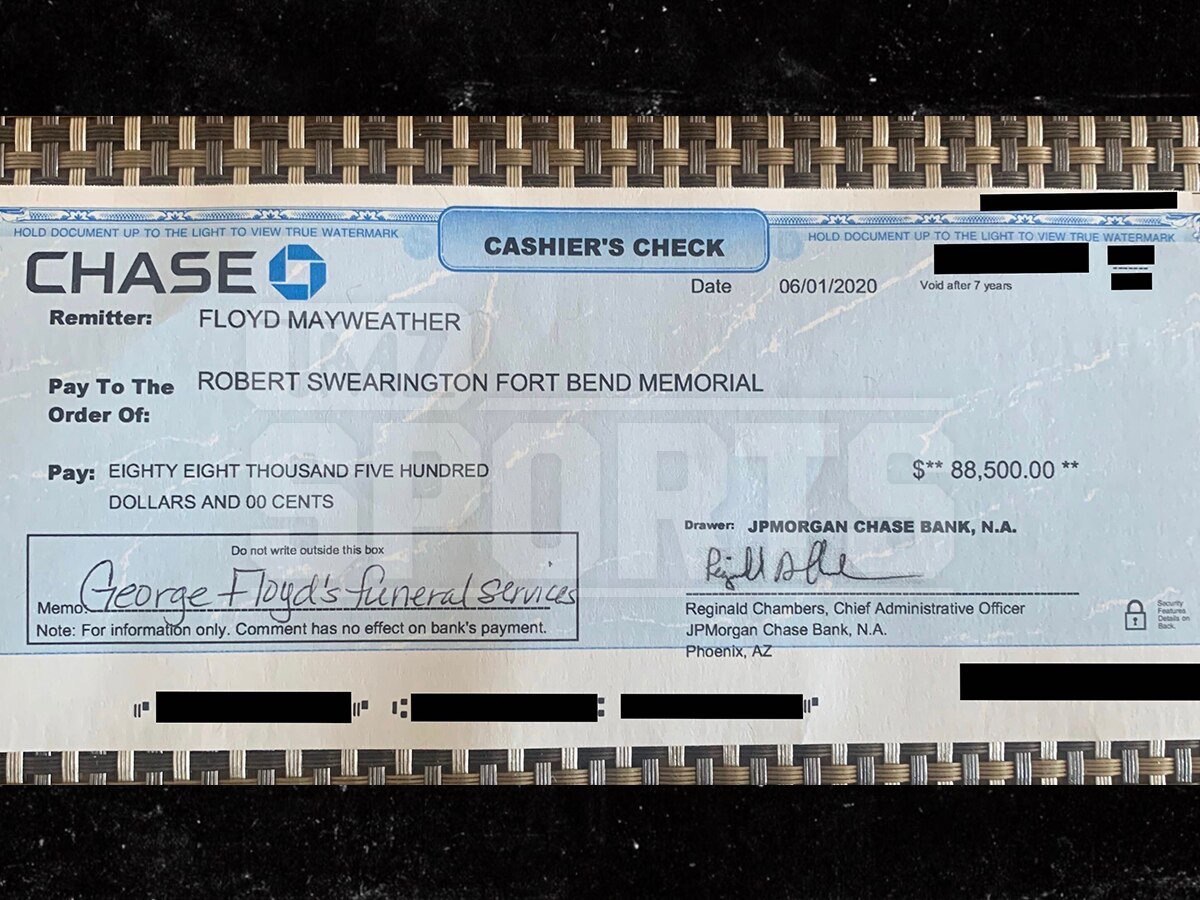 CASHIER'S CHECK
HOLD DOCUMENT UP TO THE LIGHT TO VIEW TRUE WATERMARK
HOLD DOCUMENT UP TO THE LIGHT TO VIEW TRUE WATERMARK
CHASE
Date 06/01/2020
Void after 7 years
Remitter: FLOYD MAYWEATHER
TMZ
SPORTS
Pay To The ROBERT SWEARINGTON FORT BEND MEMORIAL
Order Of:
Pay: EIGHTY EIGHT THOUSAND FIVE HUNDRED $** 88,500.00 **
DOLLARS AND 00 CENTS
Drawer: JPMORGAN CHASE BANK, N.A.
Do not write outside this box
Memo: George Floyd's funeral services
Note: For information only. Comment has no effect on bank's payment.
Reginald Chambers, Chief Administrative Officer
JPMorgan Chase Bank, N.A.
Phoenix, AZ
Security
Features
Details on
Back.